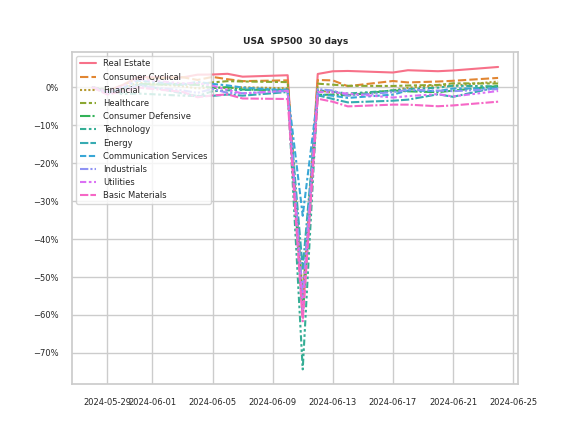 USA  SP500  30 days
Real Estate
Consumer Cyclical
Financial
Healthcare
Consumer Defensive
Technology
Energy
Communication Services
Industrials
Utilities
Basic Materials
0%
−10%
−20%
−30%
−40%
−50%
−60%
−70%
2024-05-29 2024-06-01 2024-06-05 2024-06-09 2024-06-13 2024-06-17 2024-06-21 2024-06-25